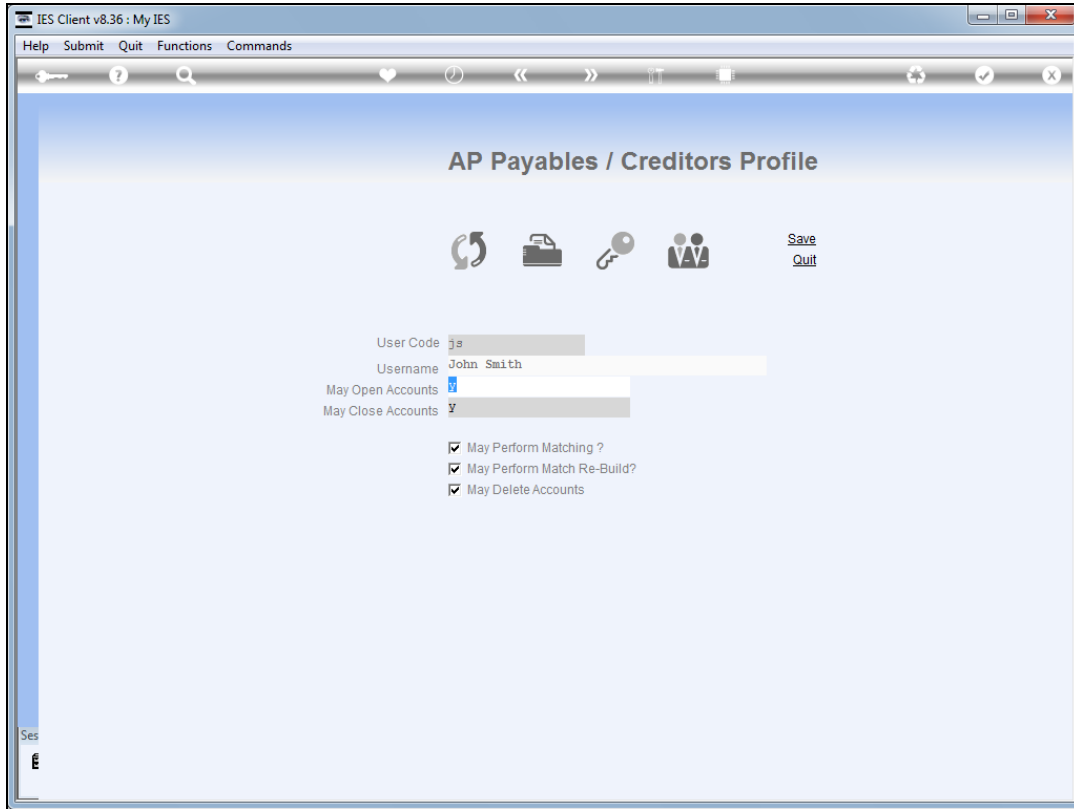 IES Client v8.36 : My IES
Help Submit Quit Functions Commands
AP Payables / Creditors Profile
Save
Quit
User Code js
Username John Smith
May Open Accounts y
May Close Accounts Y
May Perform Matching ?
May Perform Match Re-Build?
May Delete Accounts
Ses